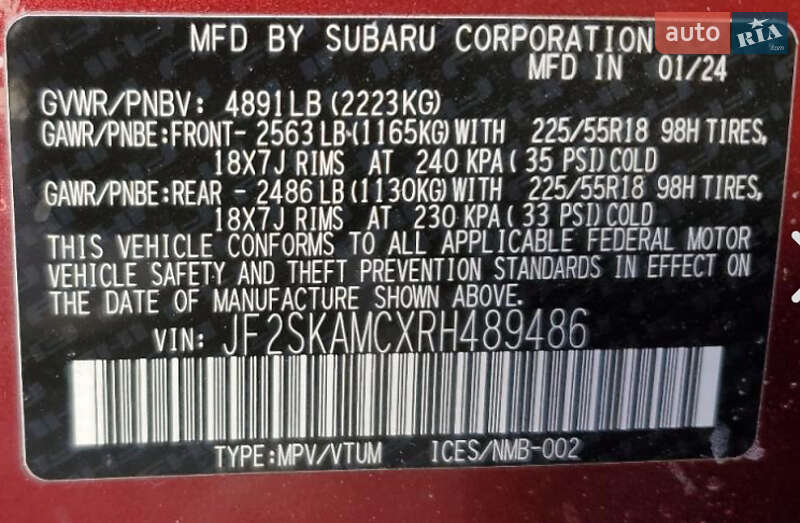 MFD BY SUBARU CORPORATION
auto RIA .com
MFD IN 01/24
GVWR/PNBV: 4891LB (2223KG)
GAWR/PNBE:FRONT- 2563LB (1165KG) WITH 225/55R18 98H TIRES,
18X7J RIMS AT 240 KPA (35 PSI) COLD
GAWR/PNBE:REAR - 2486LB (1130KG) WITH 225/55R18 98H TIRES,
18X7J RIMS AT 230 KPA (33 PSI) COLD
THIS VEHICLE CONFORMS TO ALL APPLICABLE FEDERAL MOTOR
VEHICLE SAFETY AND THEFT PREVENTION STANDARDS IN EFFECT ON
THE DATE OF MANUFACTURE SHOWN ABOVE.
VIN: JF2SKAMCXRH489486
TYPE:MPV/VTUM ICES/NMB-002